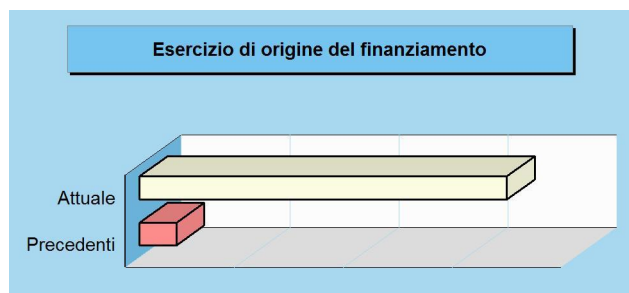 Esercizio di origine del finanziamento
Attuale
Precedenti